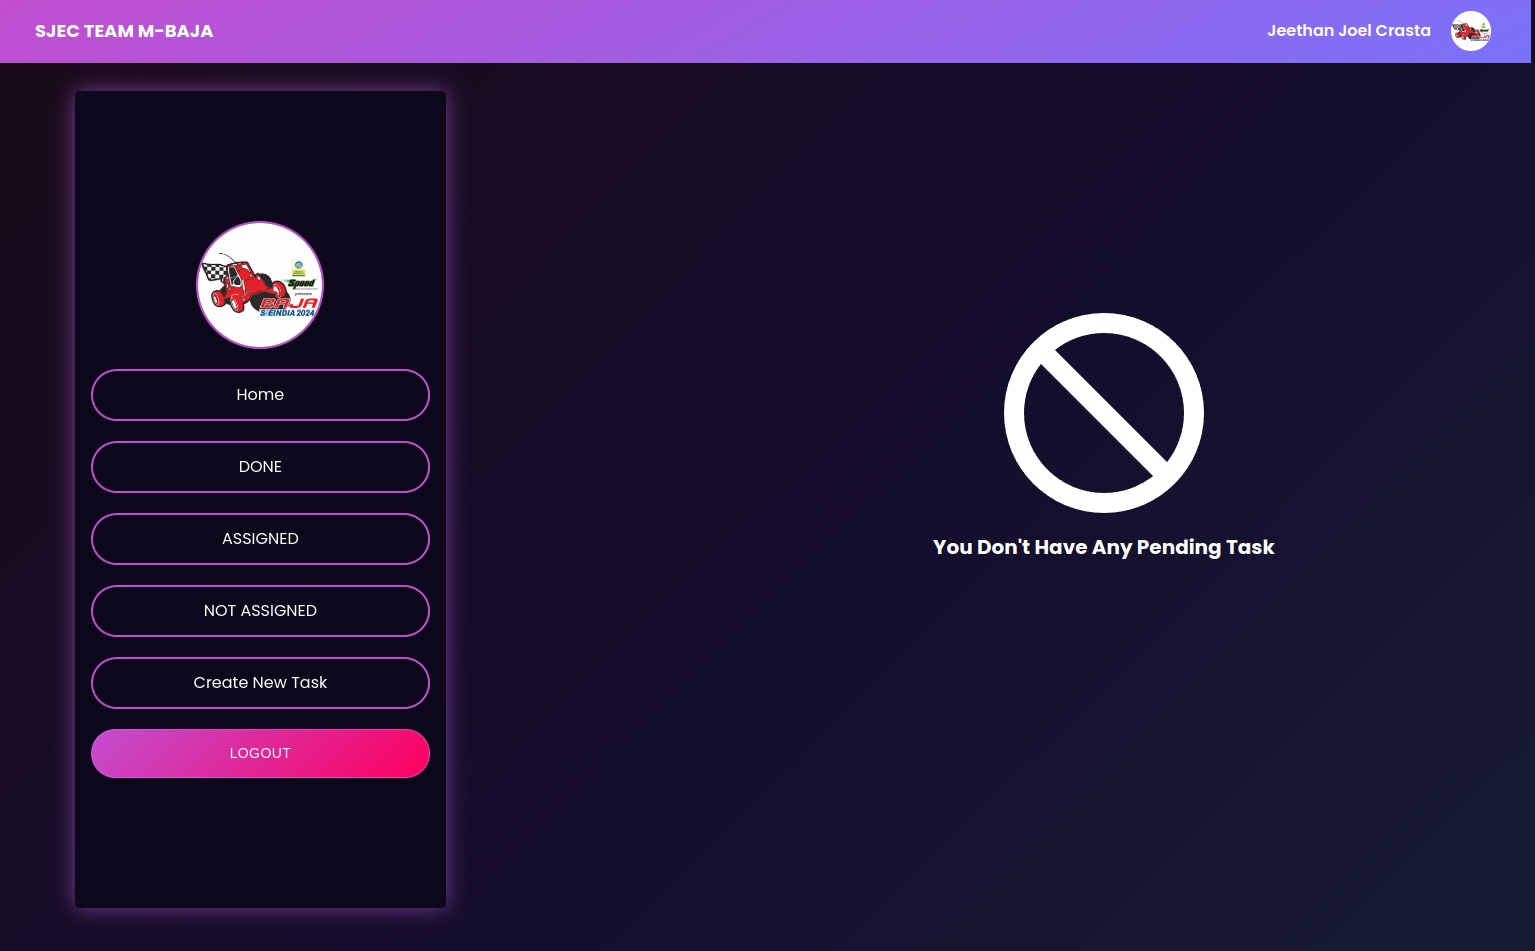 SJEC TEAM M-BAJA
Jeethan Joel Crasta
Speed
presents
BAJA
SAEINDIA 2024
Home
DONE
ASSIGNED
NOT ASSIGNED
Create New Task
LOGOUT
You Don't Have Any Pending Task